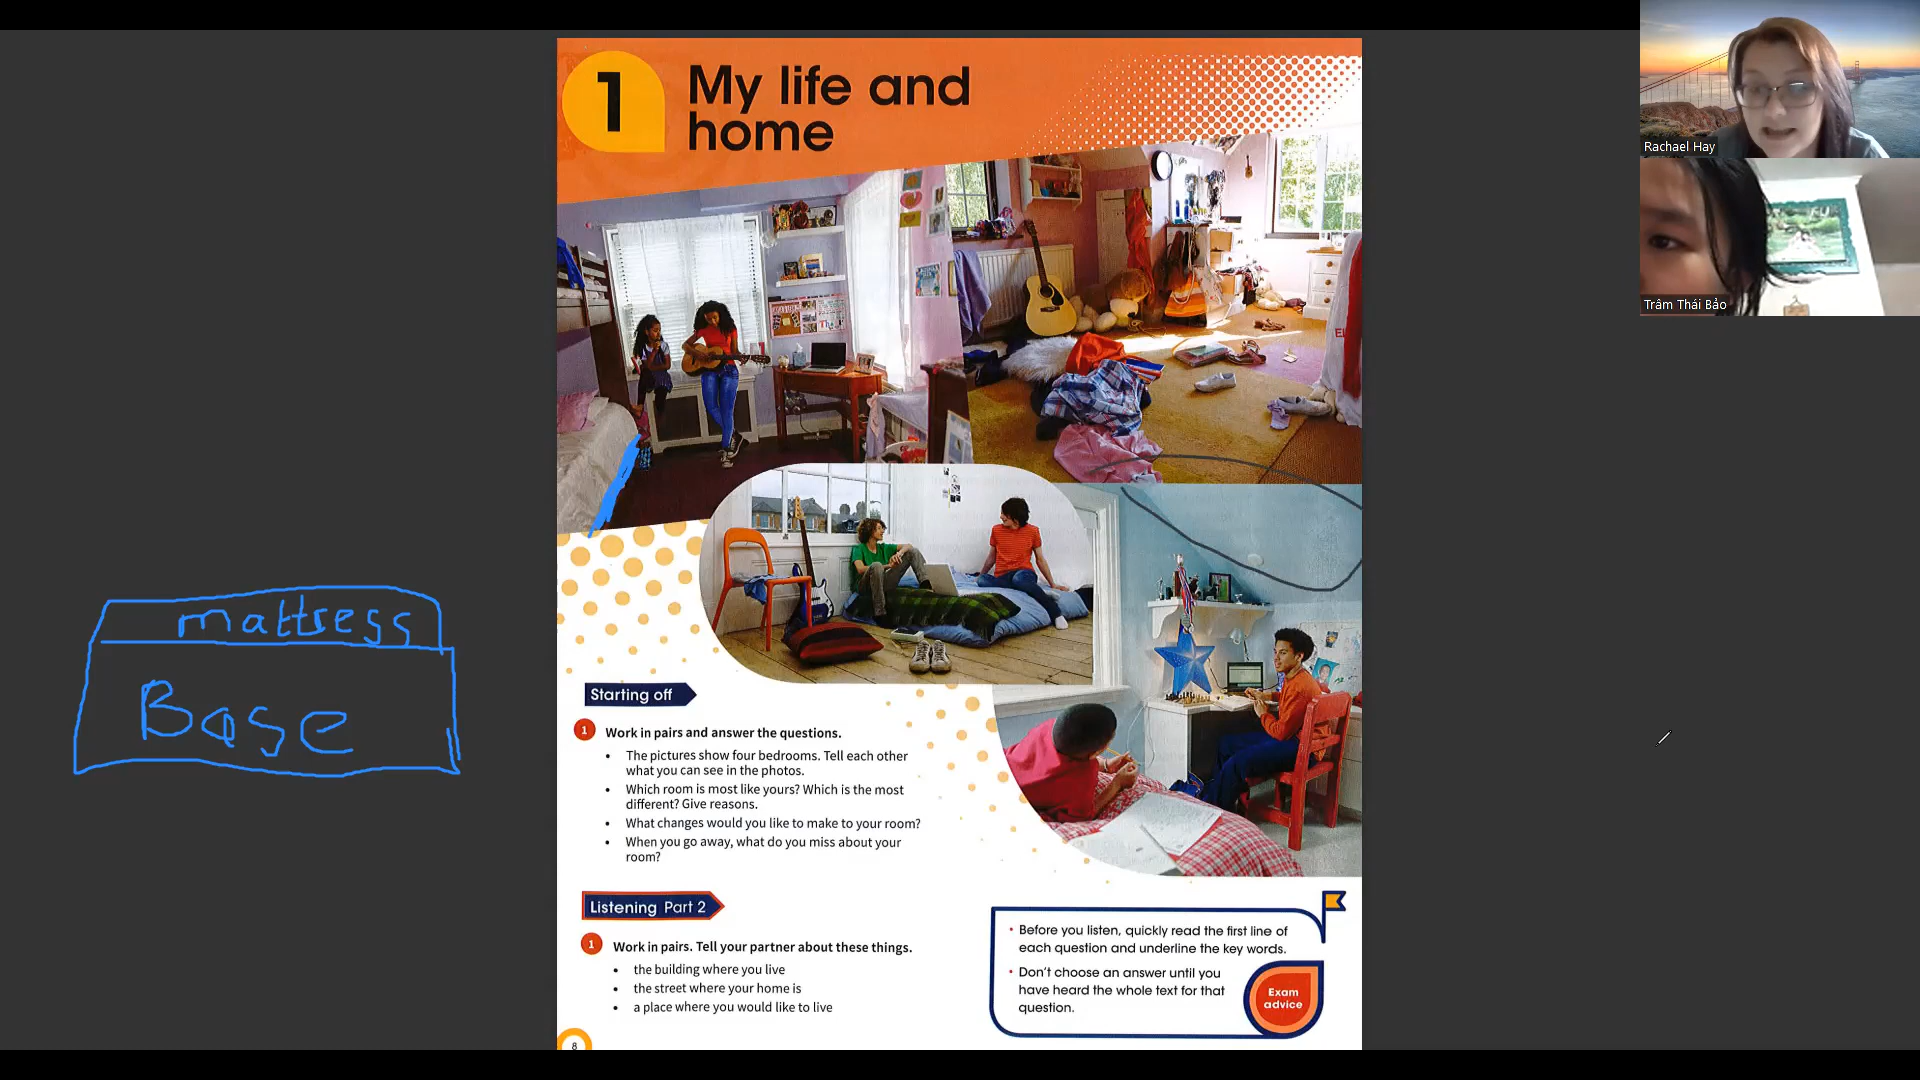 1
My life and
home
Rachael Hay
Trâm Thái Bảo
mattress
Base
Starting off
1 Work in pairs and answer the questions.
• The pictures show four bedrooms. Tell each other
what you can see in the photos.
• Which room is most like yours? Which is the most
different? Give reasons.
• What changes would you like to make to your room?
• When you go away, what do you miss about your
room?
Listening Part 2
1 Work in pairs. Tell your partner about these things.
• the building where you live
• the street where your home is
• a place where you would like to live
• Before you listen, quickly read the first line of
each question and underline the key words.
• Don't choose an answer until you
have heard the whole text for that
question.
Exam
advice
8